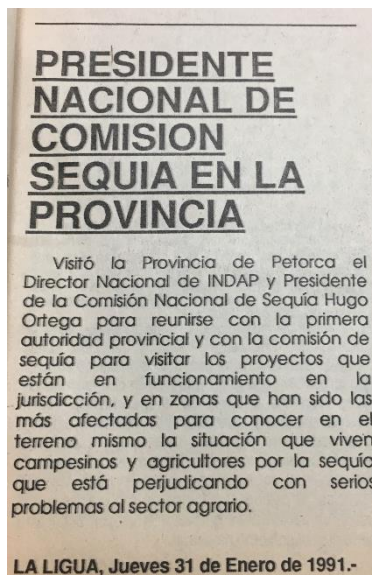 PRESIDENTE
NACIONAL DE
COMISION
SEQUIA EN LA
PROVINCIA
Visitó la Provincia de Petorca el
Director Nacional de INDAP y Presidente
de la Comisión Nacional de Sequía Hugo
Ortega para reunirse con la primera
autoridad provincial y con la comisión de
sequía para visitar los proyectos que
están en funcionamiento en la
jurisdicción, y en zonas que han sido las
más afectadas para conocer en el
terreno mismo la situación que viven
campesinos y agricultores por la sequía
que está perjudicando con serios
problemas al sector agrario.
LA LIGUA, Jueves 31 de Enero de 1991.-